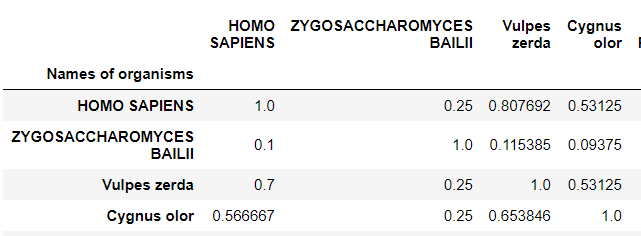 HOMO SAPIENS ZYGOSACCHAROMYCES BAILII Vulpes zerda Cygnus olor
Names of organisms
HOMO SAPIENS 1.0 0.25 0.807692 0.53125
ZYGOSACCHAROMYCES BAILII 0.1 1.0 0.115385 0.09375
Vulpes zerda 0.7 0.25 1.0 0.53125
Cygnus olor 0.566667 0.25 0.653846 1.0